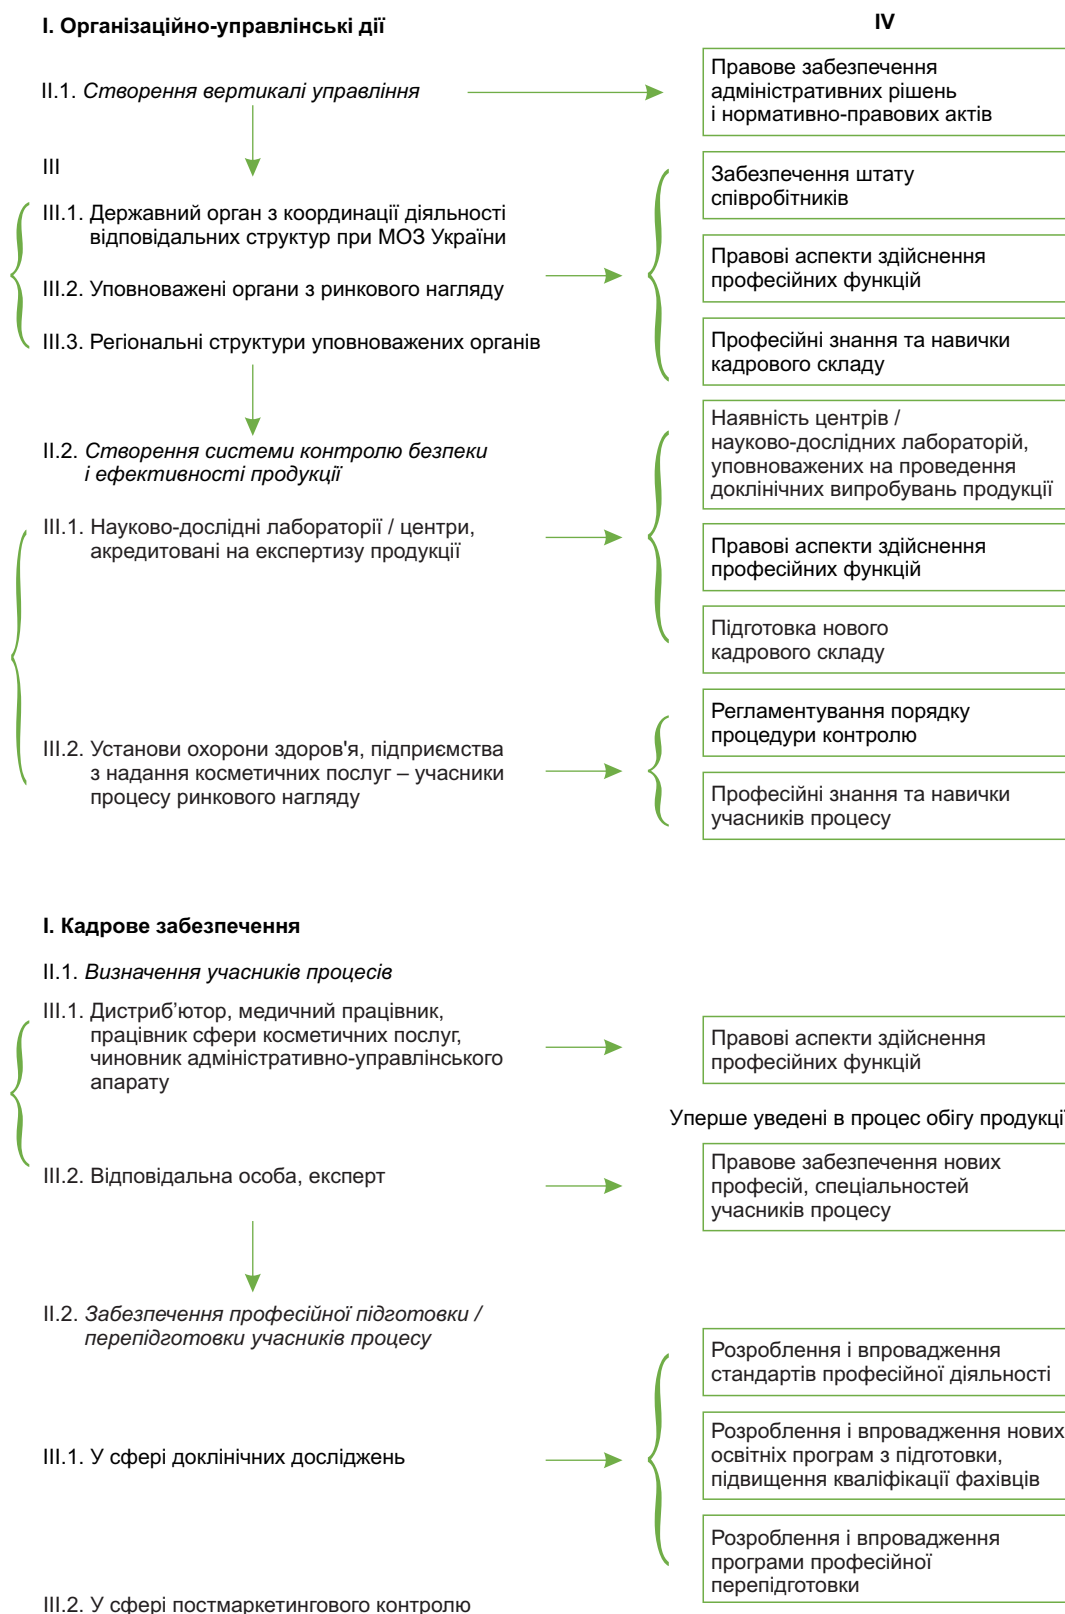 I. Організаційно-управлінські дії
IV
II.1. Створення вертикалі управління
Правове забезпечення
адміністративних рішень
і нормативно-правових актів
III
III.1. Державний орган з координації діяльності
відповідальних структур при МОЗ України
III.2. Уповноважені органи з ринкового нагляду
III.3. Регіональні структури уповноважених органів
Забезпечення штату
співробітників
Правові аспекти здійснення
професійних функцій
Професійні знання та навички
кадрового складу
II.2. Створення системи контролю безпеки
і ефективності продукції
III.1. Науково-дослідні лабораторії / центри,
акредитовані на експертизу продукції
Наявність центрів /
науково-дослідних лабораторій,
уповноважених на проведення
доклінічних випробувань продукції
Правові аспекти здійснення
професійних функцій
Підготовка нового
кадрового складу
III.2. Установи охорони здоров'я, підприємства
з надання косметичних послуг – учасники
процесу ринкового нагляду
Регламентування порядку
процедури контролю
Професійні знання та навички
учасників процесу
I. Кадрове забезпечення
II.1. Визначення учасників процесів
III.1. Дистриб’ютор, медичний працівник,
працівник сфери косметичних послуг,
чиновник адміністративно-управлінського
апарату
Правові аспекти здійснення
професійних функцій
Уперше уведені в процес обігу продукції
III.2. Відповідальна особа, експерт
Правове забезпечення нових
професій, спеціальностей
учасників процесу
II.2. Забезпечення професійної підготовки /
перепідготовки учасників процесу
III.1. У сфері доклінічних досліджень
Розроблення і впровадження
стандартів професійної діяльності
Розроблення і впровадження нових
освітніх програм з підготовки,
підвищення кваліфікації фахівців
Розроблення і впровадження
програми професійної
перепідготовки
III.2. У сфері постмаркетингового контролю